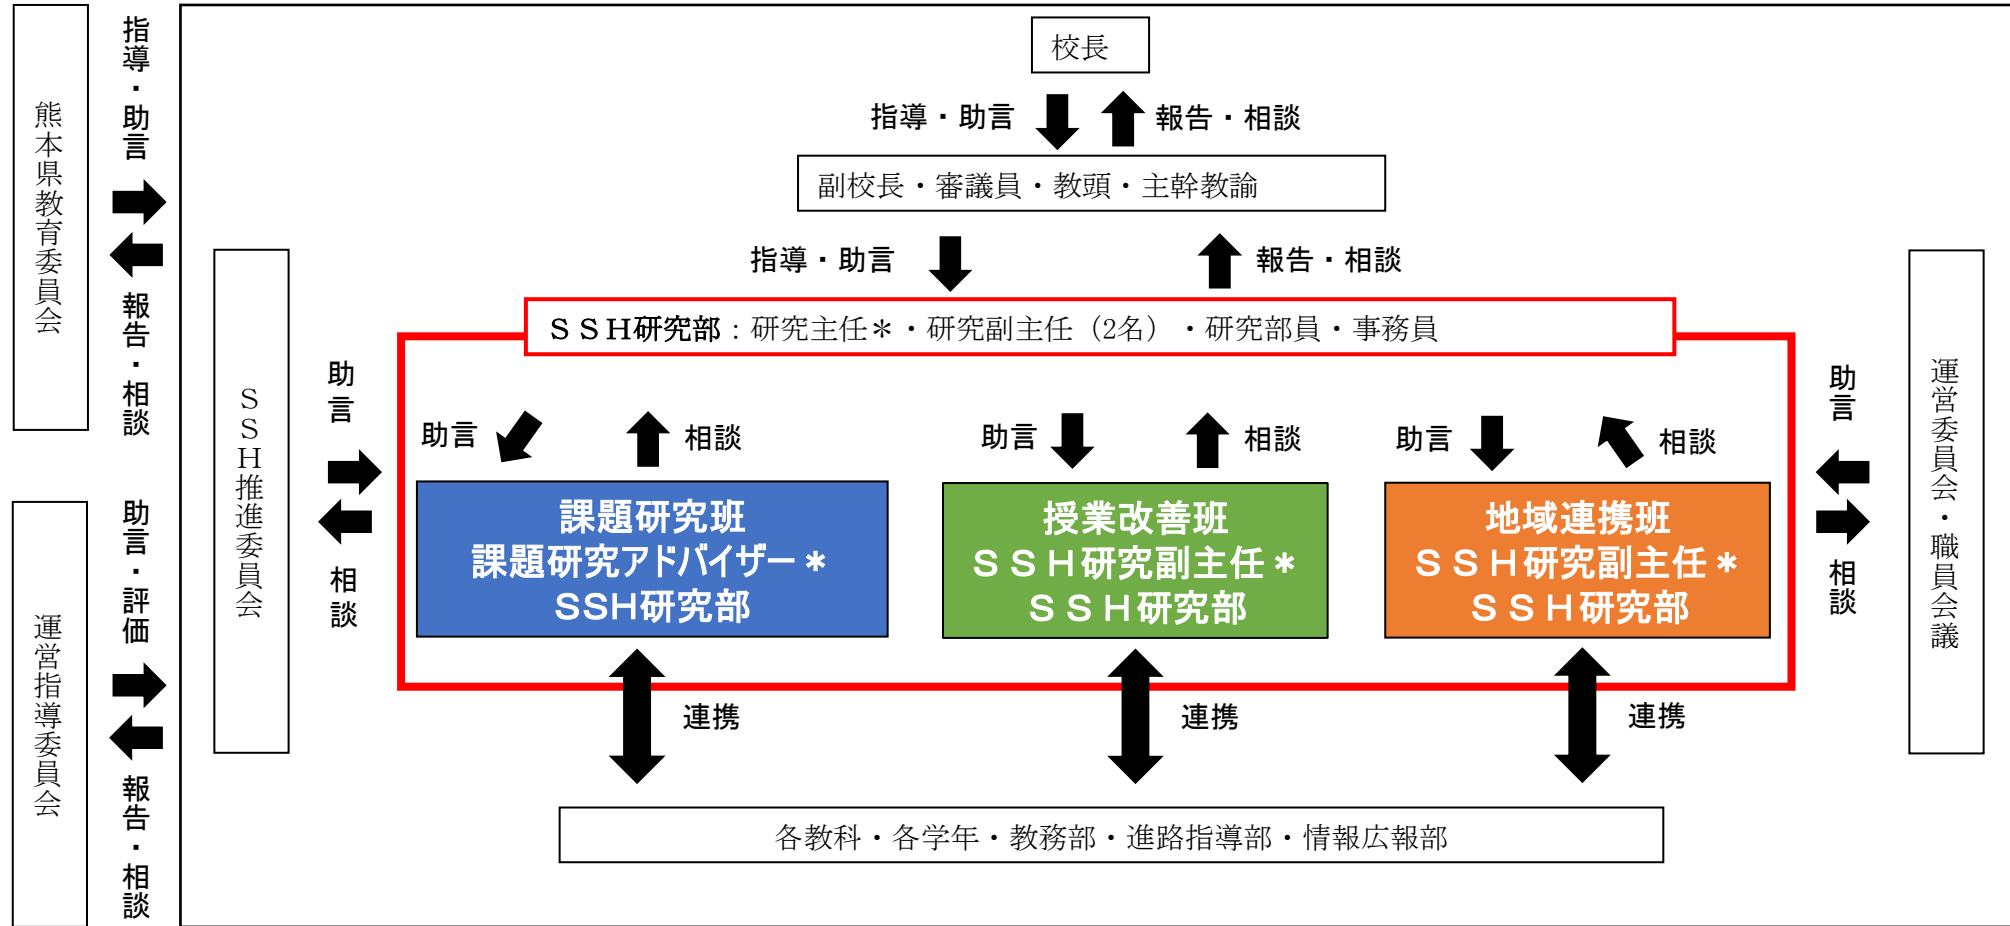 熊本県教育委員会
指導・助言
報告・相談
運営指導委員会
助言・評価
報告・相談
校長
指導・助言
報告・相談
副校長・審議員・教頭・主幹教諭
指導・助言
報告・相談
ＳＳＨ研究部：研究主任＊・研究副主任（2名）・研究部員・事務員
ＳＳＨ推進委員会
助言
相談
助言
相談
助言
相談
助言
相談
課題研究班
課題研究アドバイザー＊
SSH研究部
授業改善班
ＳＳＨ研究副主任＊
ＳＳＨ研究部
地域連携班
ＳＳＨ研究副主任＊
ＳＳＨ研究部
助言
相談
運営委員会・職員会議
連携
連携
連携
各教科・各学年・教務部・進路指導部・情報広報部